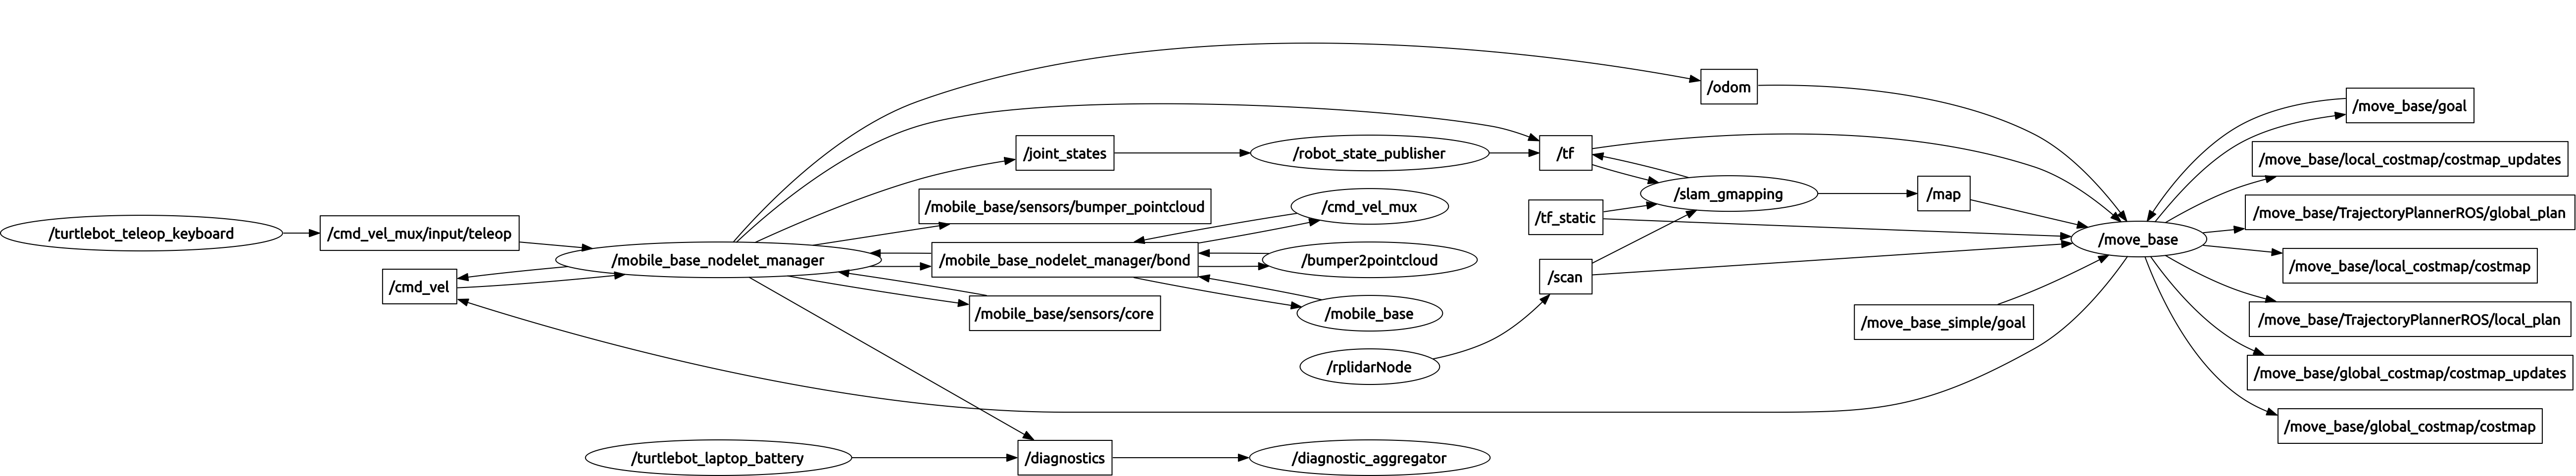 /odom
/move_base/goal
/joint_states
/robot_state_publisher
/tf
/move_base/local_costmap/costmap_updates
/mobile_base/sensors/bumper_pointcloud
/cmd_vel_mux
/slam_gmapping
/map
/tf_static
/move_base/TrajectoryPlannerROS/global_plan
/turtlebot_teleop_keyboard
/cmd_vel_mux/input/teleop
/move_base
/mobile_base_nodelet_manager
/mobile_base_nodelet_manager/bond
/bumper2pointcloud
/move_base/local_costmap/costmap
/cmd_vel
/scan
/mobile_base/sensors/core
/mobile_base
/move_base_simple/goal
/move_base/TrajectoryPlannerROS/local_plan
/rplidarNode
/move_base/global_costmap/costmap_updates
/move_base/global_costmap/costmap
/turtlebot_laptop_battery
/diagnostics
/diagnostic_aggregator